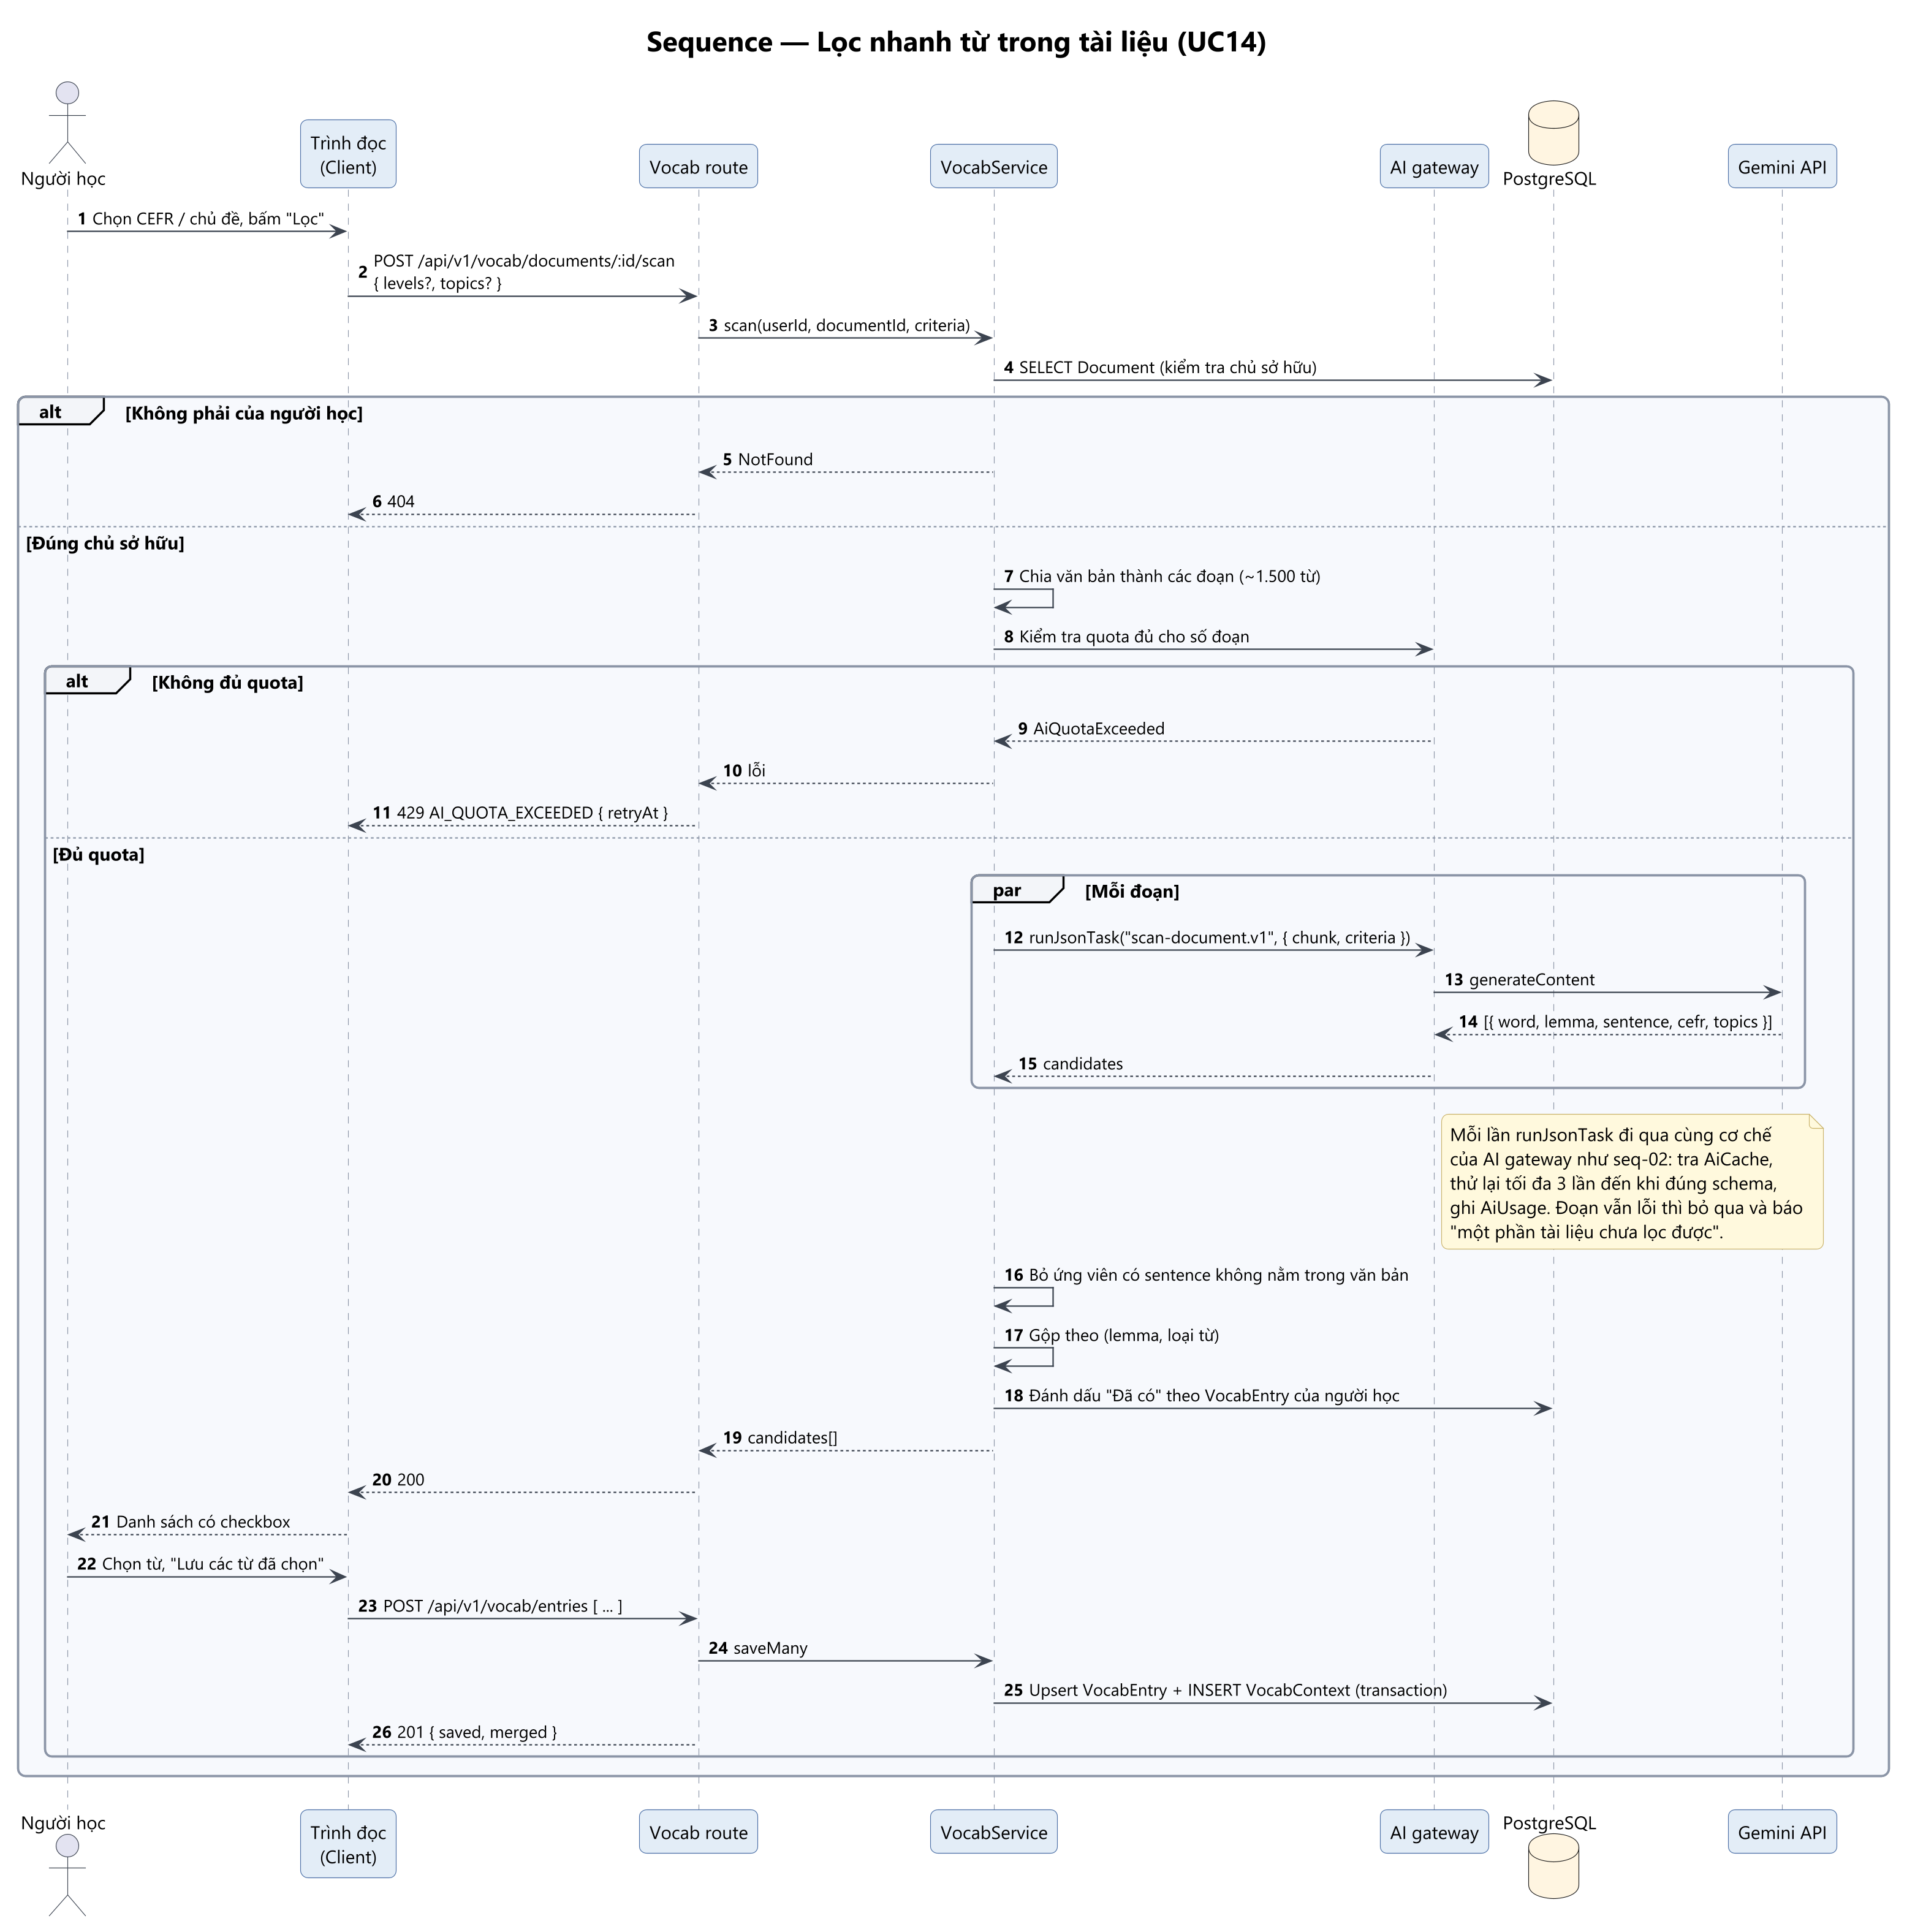 Sequence — Lọc nhanh từ trong tài liệu (UC14)
Người học
Trình đọc
(Client)
Vocab route
VocabService
AI gateway
PostgreSQL
Gemini API
1 Chọn CEFR / chủ đề, bấm "Lọc"
2 POST /api/v1/vocab/documents/:id/scan
{ levels?, topics? }
3 scan(userId, documentId, criteria)
4 SELECT Document (kiểm tra chủ sở hữu)
alt [Không phải của người học]
5 NotFound
6 404
[Đúng chủ sở hữu]
7 Chia văn bản thành các đoạn (~1.500 từ)
8 Kiểm tra quota đủ cho số đoạn
alt [Không đủ quota]
9 AiQuotaExceeded
10 lỗi
11 429 AI_QUOTA_EXCEEDED { retryAt }
[Đủ quota]
par [Mỗi đoạn]
12 runJsonTask("scan-document.v1", { chunk, criteria })
13 generateContent
14 [{ word, lemma, sentence, cefr, topics }]
15 candidates
Mỗi lần runJsonTask đi qua cùng cơ chế
của AI gateway như seq-02: tra AiCache,
thử lại tối đa 3 lần đến khi đúng schema,
ghi AiUsage. Đoạn vẫn lỗi thì bỏ qua và báo
"một phần tài liệu chưa lọc được".
16 Bỏ ứng viên có sentence không nằm trong văn bản
17 Gộp theo (lemma, loại từ)
18 Đánh dấu "Đã có" theo VocabEntry của người học
19 candidates[]
20 200
21 Danh sách có checkbox
22 Chọn từ, "Lưu các từ đã chọn"
23 POST /api/v1/vocab/entries [ ... ]
24 saveMany
25 Upsert VocabEntry + INSERT VocabContext (transaction)
26 201 { saved, merged }
Người học
Trình đọc
(Client)
Vocab route
VocabService
AI gateway
PostgreSQL
Gemini API